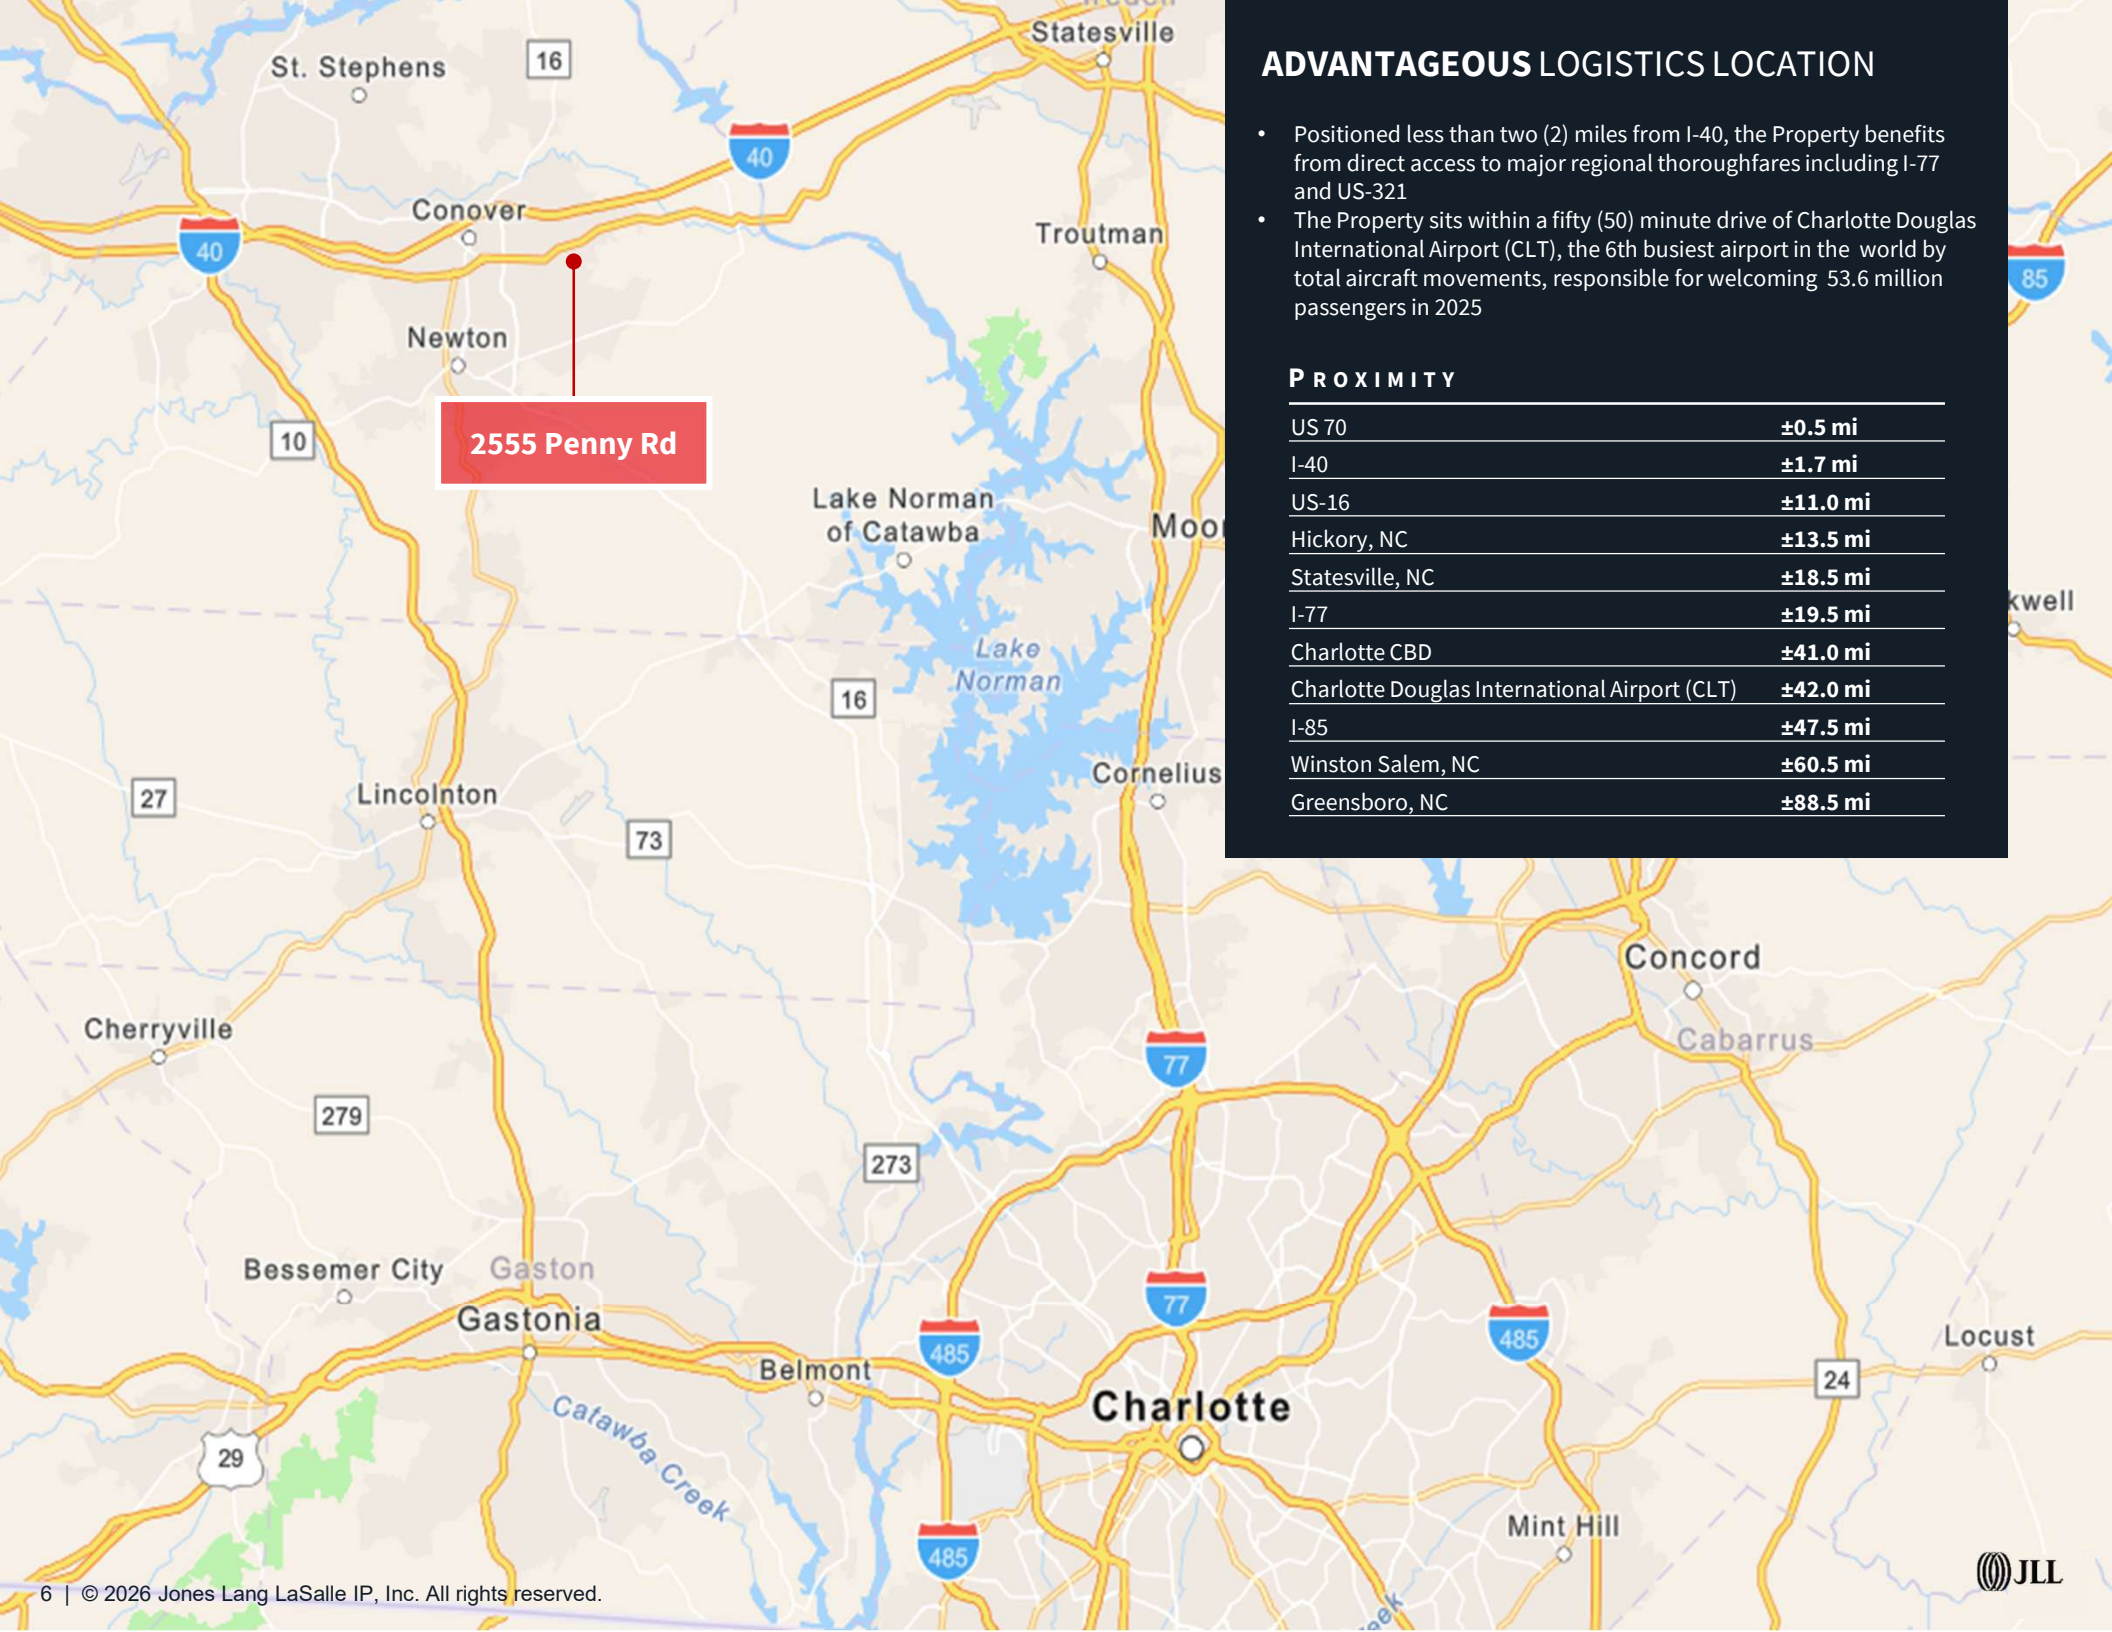 Statesville
St. Stephens
16
40
Conover
40
Troutman
Newton
10
2555 Penny Rd
Lake Norman
of Catawba
Lake
Norman
16
Cornelius
27
Lincolnton
73
ADVANTAGEOUS LOGISTICS LOCATION
• Positioned less than two (2) miles from I-40, the Property benefits
from direct access to major regional thoroughfares including I-77
and US-321
• The Property sits within a fifty (50) minute drive of Charlotte Douglas
International Airport (CLT), the 6th busiest airport in the world by
total aircraft movements, responsible for welcoming 53.6 million
passengers in 2025
PROXIMITY
US 70 ±0.5 mi
I-40 ±1.7 mi
US-16 ±11.0 mi
Hickory, NC ±13.5 mi
Statesville, NC ±18.5 mi
I-77 ±19.5 mi
Charlotte CBD ±41.0 mi
Charlotte Douglas International Airport (CLT) ±42.0 mi
I-85 ±47.5 mi
Winston Salem, NC ±60.5 mi
Greensboro, NC ±88.5 mi
85
kwell
Moo
Concord
Cabarrus
Cherryville
77
279
273
Bessemer City
Gaston
Gastonia
77
485
485
Locust
Belmont
24
Charlotte
Catawba Creek
29
Mint Hill
485
eek
6 | © 2026 Jones Lang LaSalle IP, Inc. All rights reserved.
JLL